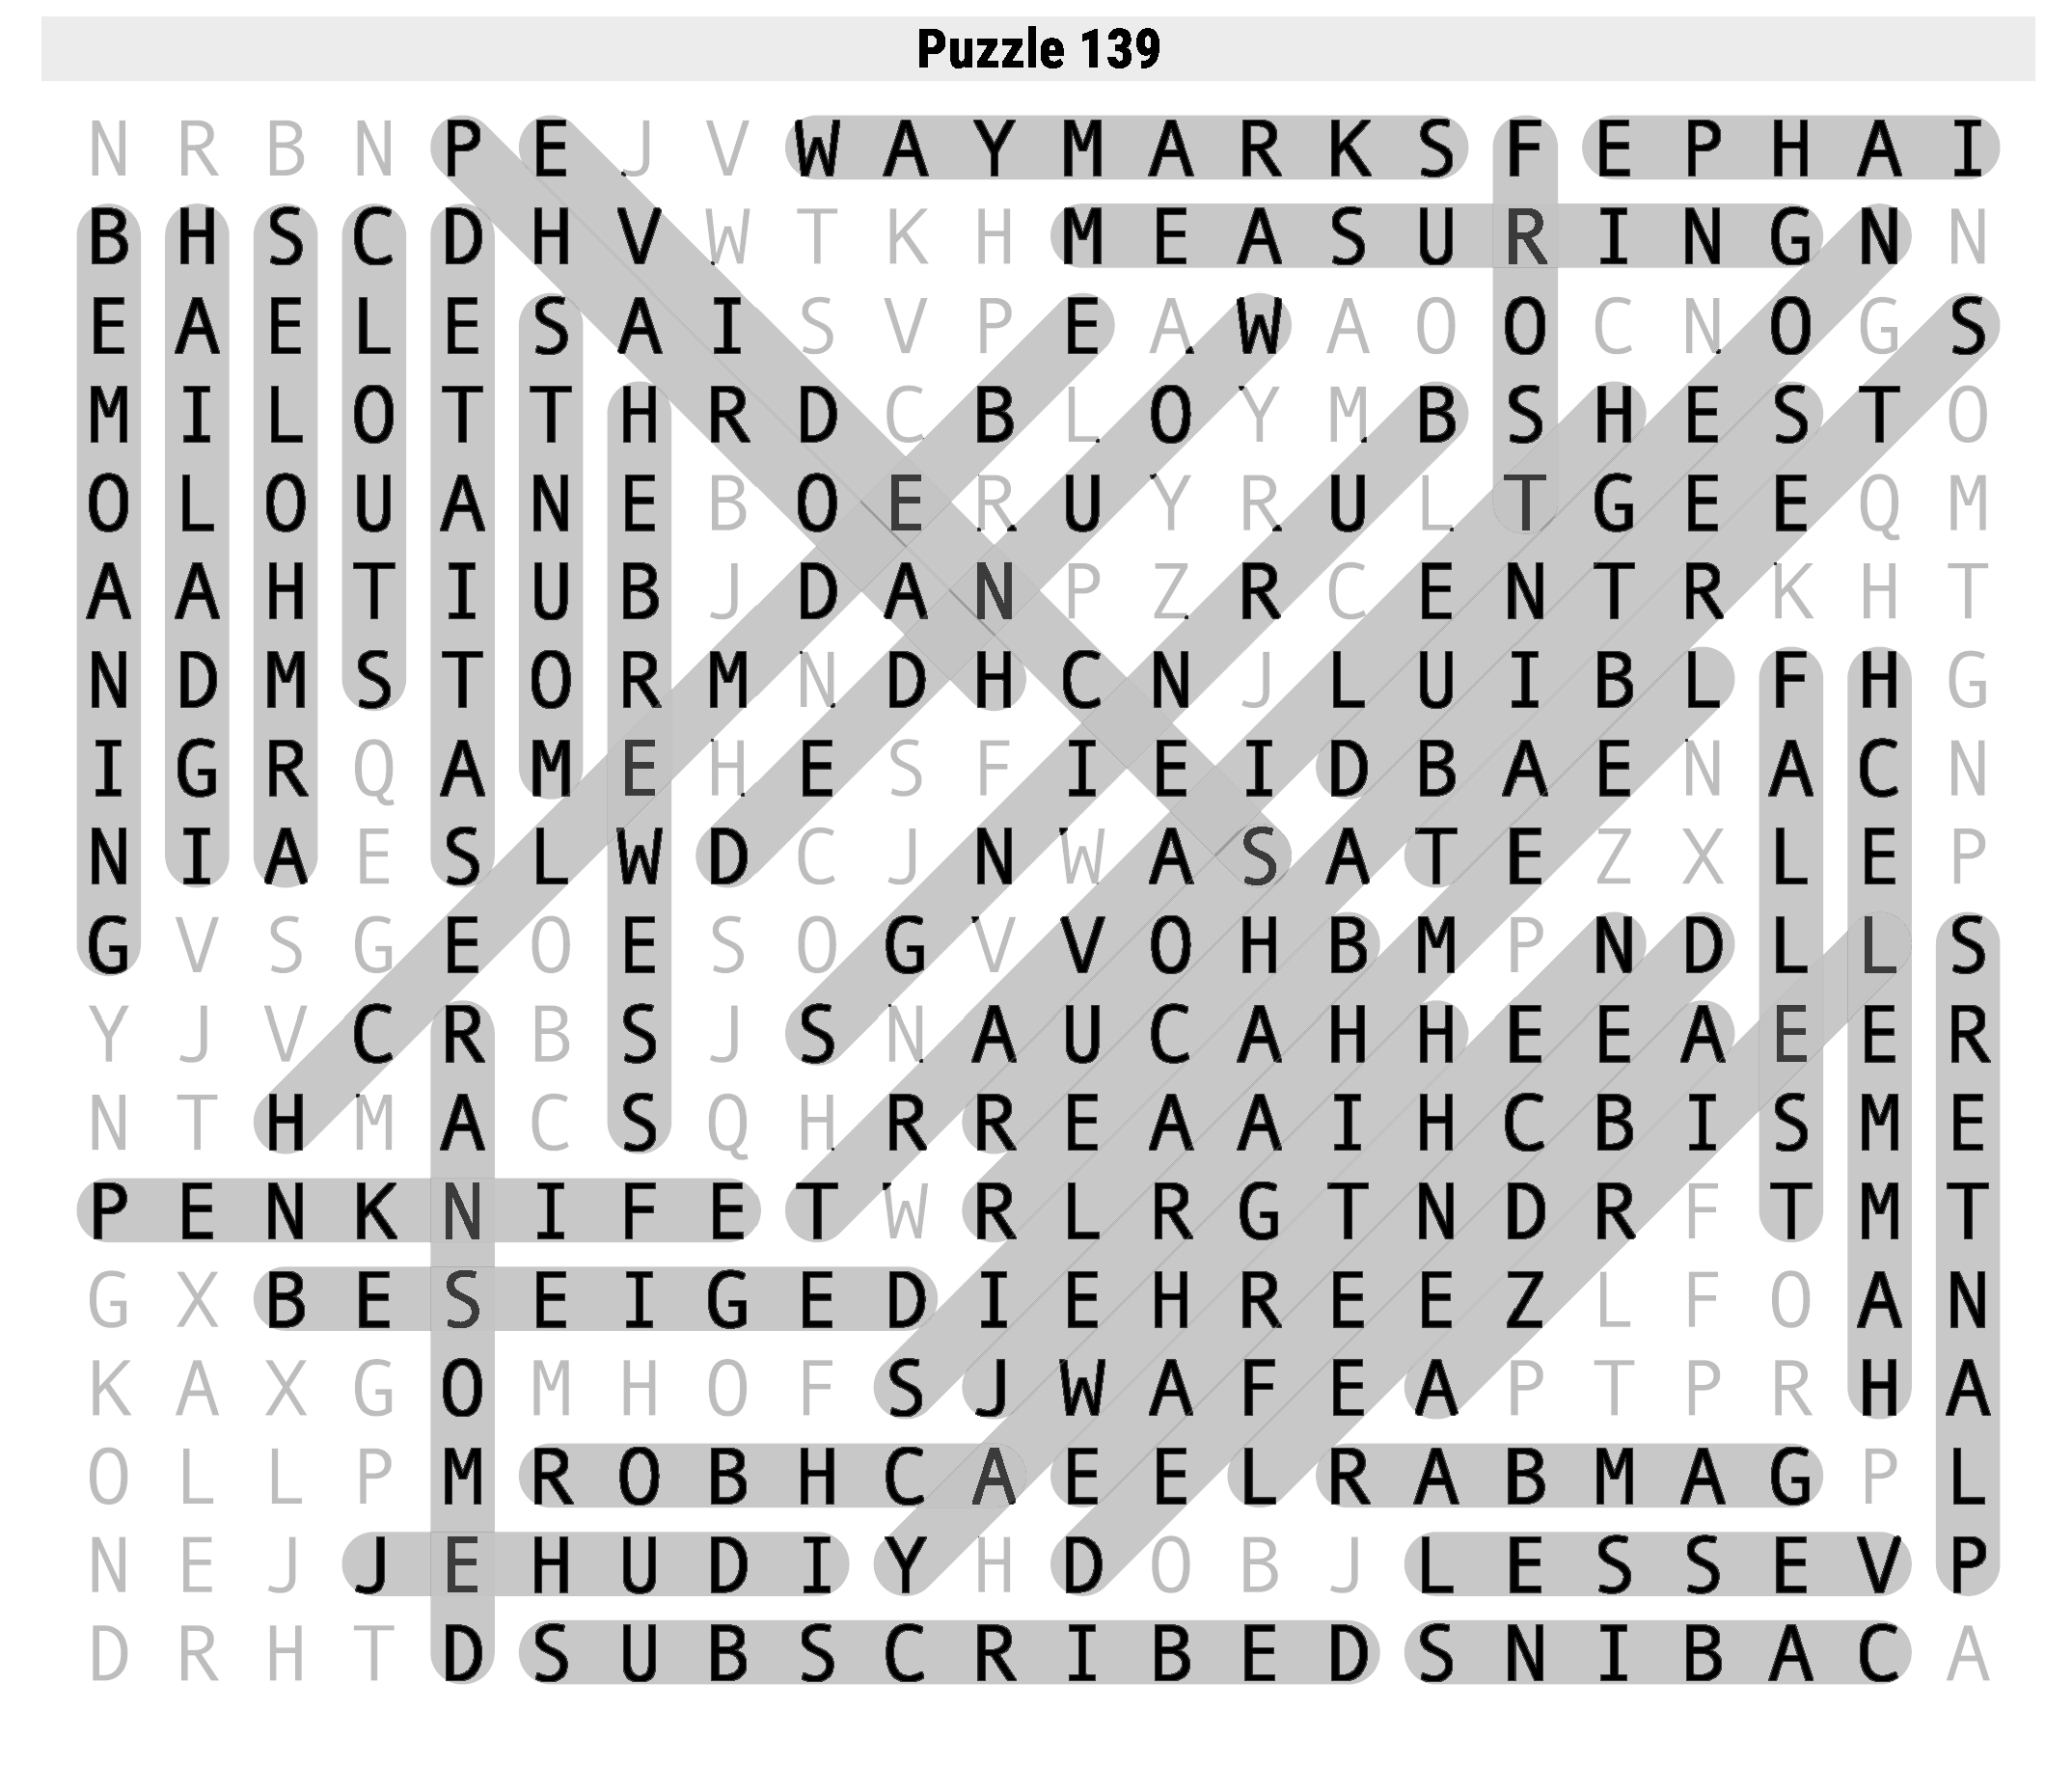 Puzzle 139
N R B N P E J V W A Y M A R K S F E P H A I
B H S C D H V W T K H M E A S U R I N G N N
E A E L E S A I S V P E A W A O O C N O G S
M I L O T T H R D C B L O Y M B S H E S T O
O L O U A N E B O E R U Y R U L T G E E Q M
A A H T I U B J D A N P Z R C E N T R K H T
N D M S T O R M N D H C N J L U I B L F H G
I G R Q A M E H E S F I E I D B A E N A C N
N I A E S L W D C J N W A S A T E Z X L E P
G V S G E O E S O G V V O H B M P N D L L S
Y J V C R B S J S N A U C A H H E E A E E R
N T H M A C S Q H R R E A A I H C B I S M E
P E N K N I F E T W R L R G T N D R F T M T
G X B E S E I G E D I E H R E E Z L F O A N
K A X G O M H O F S J W A F E A P T P R H A
O L L P M R O B H C A E E L R A B M A G P L
N E J J E H U D I Y H D O B J L E S S E V P
D R H T D S U B S C R I B E D S N I B A C A